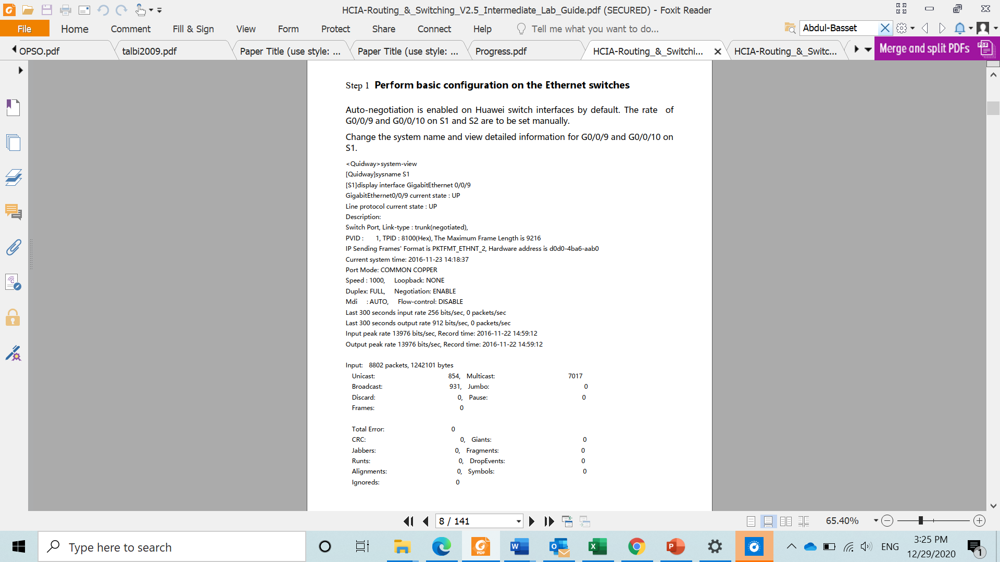 HCIA-Routing_&_Switching_V2.5_Intermediate_Lab_Guide.pdf (SECURED) - Foxit Reader
File Home Comment Fill & Sign View Form Protect Share Connect Help Tell me what you want to do... Abdul-Basset
OPSO.pdf talbi2009.pdf Paper Title (use style: ... Paper Title (use style: ... Progress.pdf HCIA-Routing_&_Switchi... HCIA-Routing_&_Switc... Merge and split PDFs PDF
Step 1 Perform basic configuration on the Ethernet switches
Auto-negotiation is enabled on Huawei switch interfaces by default. The rate of
G0/0/9 and G0/0/10 on S1 and S2 are to be set manually.
Change the system name and view detailed information for G0/0/9 and G0/0/10 on
S1.
<Quidway>system-view
[Quidway]sysname S1
[S1]display interface GigabitEthernet 0/0/9
GigabitEthernet0/0/9 current state : UP
Line protocol current state : UP
Description:
Switch Port, Link-type : trunk(negotiated),
PVID : 1, TPID : 8100(Hex), The Maximum Frame Length is 9216
IP Sending Frames' Format is PKTFMT_ETHNT_2, Hardware address is d0d0-4ba6-aab0
Current system time: 2016-11-23 14:18:37
Port Mode: COMMON COPPER
Speed : 1000, Loopback: NONE
Duplex: FULL, Negotiation: ENABLE
Mdi : AUTO, Flow-control: DISABLE
Last 300 seconds input rate 256 bits/sec, 0 packets/sec
Last 300 seconds output rate 912 bits/sec, 0 packets/sec
Input peak rate 13976 bits/sec, Record time: 2016-11-22 14:59:12
Output peak rate 13976 bits/sec, Record time: 2016-11-22 14:59:12
Input: 8802 packets, 1242101 bytes
Unicast: 854, Multicast: 7017
Broadcast: 931, Jumbo: 0
Discard: 0, Pause: 0
Frames: 0
Total Error: 0
CRC: 0, Giants: 0
Jabbers: 0, Fragments: 0
Runts: 0, DropEvents: 0
Alignments: 0, Symbols: 0
Ignoreds: 0
8 / 141 65.40%
Type here to search PDF ENG 3:25 PM
12/29/2020 1